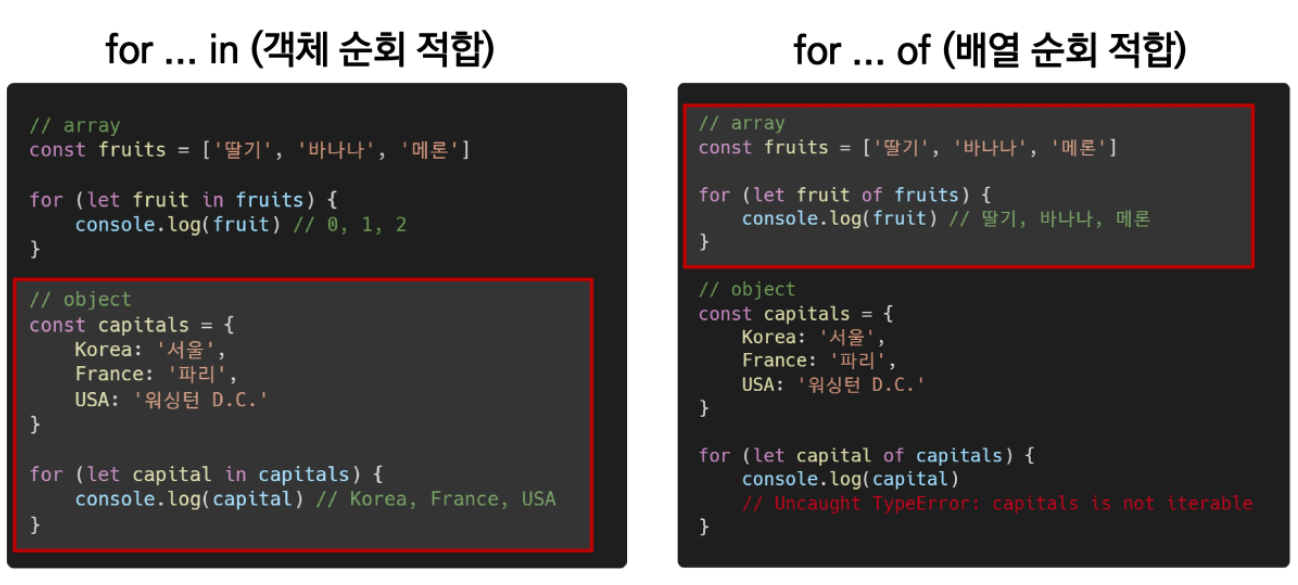 for ... in (객체 순회 적합)
// array
const fruits = ['딸기', '바나나', '메론']
for (let fruit in fruits) {
    console.log(fruit) // 0, 1, 2
}
// object
const capitals = {
    Korea: '서울',
    France: '파리',
    USA: '워싱턴 D.C.'
}
for (let capital in capitals) {
    console.log(capital) // Korea, France, USA
}
for ... of (배열 순회 적합)
// array
const fruits = ['딸기', '바나나', '메론']
for (let fruit of fruits) {
    console.log(fruit) // 딸기, 바나나, 메론
}
// object
const capitals = {
    Korea: '서울',
    France: '파리',
    USA: '워싱턴 D.C.'
}
for (let capital of capitals) {
    console.log(capital)
    // Uncaught TypeError: capitals is not iterable
}